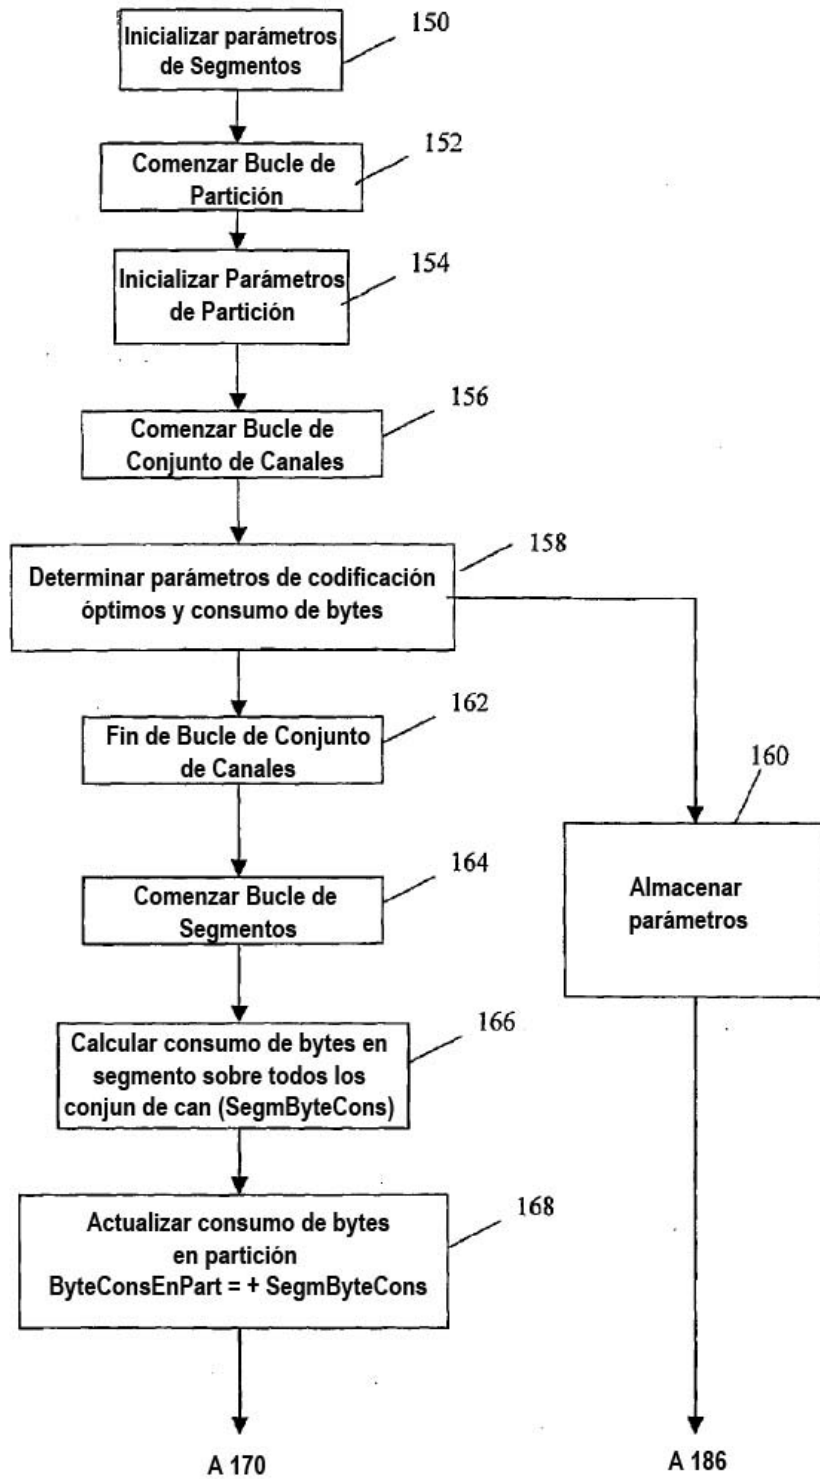 Inicializar parámetros
de Segmentos
150
Comenzar Bucle de
Partición
152
Inicializar Parámetros
de Partición
154
Comenzar Bucle de
Conjunto de Canales
156
Determinar parámetros de codificación
óptimos y consumo de bytes
158
Fin de Bucle de Conjunto
de Canales
162
160
Almacenar
parámetros
Comenzar Bucle de
Segmentos
164
Calcular consumo de bytes en
segmento sobre todos los
conjun de can (SegmByteCons)
166
Actualizar consumo de bytes
en partición
ByteConsEnPart = + SegmByteCons
168
A 170
A 186